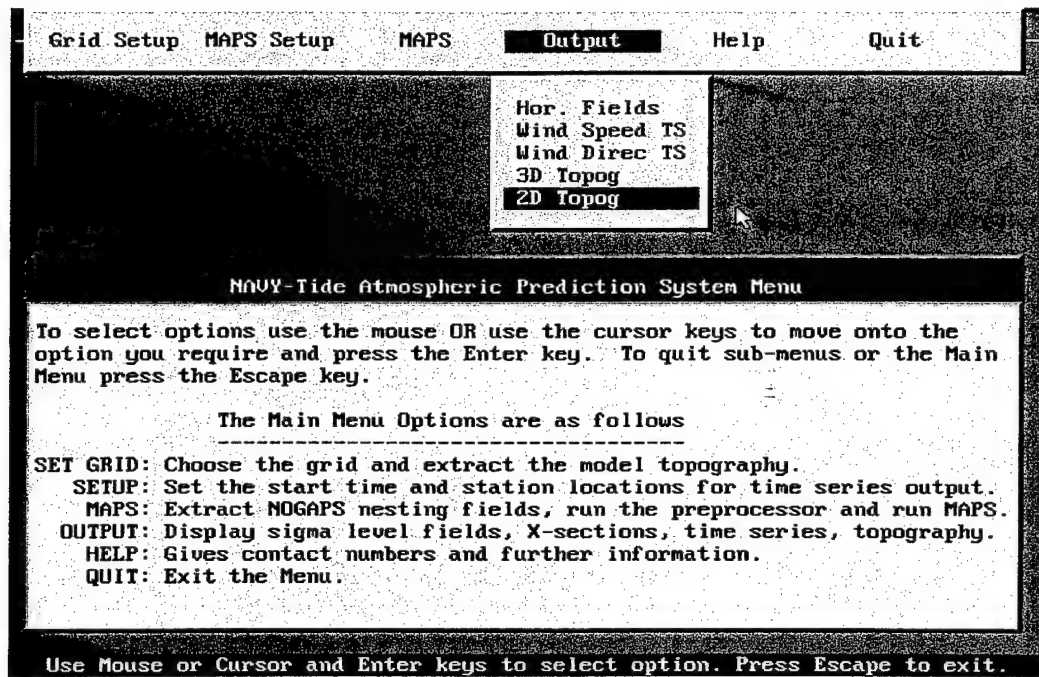 Grid Setup MAPS Setup MAPS Output Help Quit
Hor. Fields
Wind Speed TS
Wind Direc TS
3D Topog
2D Topog
NAVY-Tide Atmospheric Prediction System Menu
To select options use the mouse OR use the cursor keys to move onto the
option you require and press the Enter key. To quit sub-menus or the Main
Menu press the Escape key.
The Main Menu Options are as follows
-------------------------------------
SET GRID: Choose the grid and extract the model topography.
SETUP: Set the start time and station locations for time series output.
MAPS: Extract NOGAPS nesting fields, run the preprocessor and run MAPS.
OUTPUT: Display sigma level fields, X-sections, time series, topography.
HELP: Gives contact numbers and further information.
QUIT: Exit the Menu.
Use Mouse or Cursor and Enter keys to select option. Press Escape to exit.